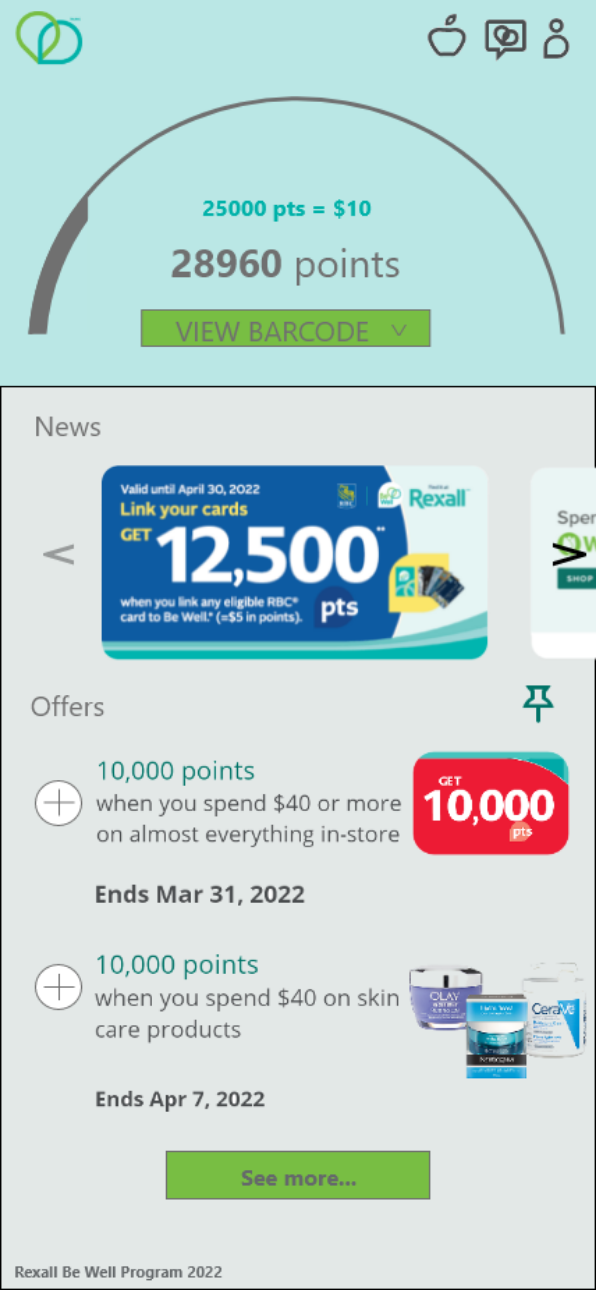 25000 pts = $10
28960 points
VIEW BARCODE
News
Valid until April 30, 2022
Link your cards
GET 12,500**
when you link any eligible RBC®
card to Be Well.* (=$5 in points).
pts
RBC
Rexall
Spen
W
SHOP
Offers
10,000 points
when you spend $40 or more
on almost everything in-store
GET
10,000
pts
Ends Mar 31, 2022
10,000 points
when you spend $40 on skin
care products
OLAY
CeraVe
Ends Apr 7, 2022
See more...
Rexall Be Well Program 2022